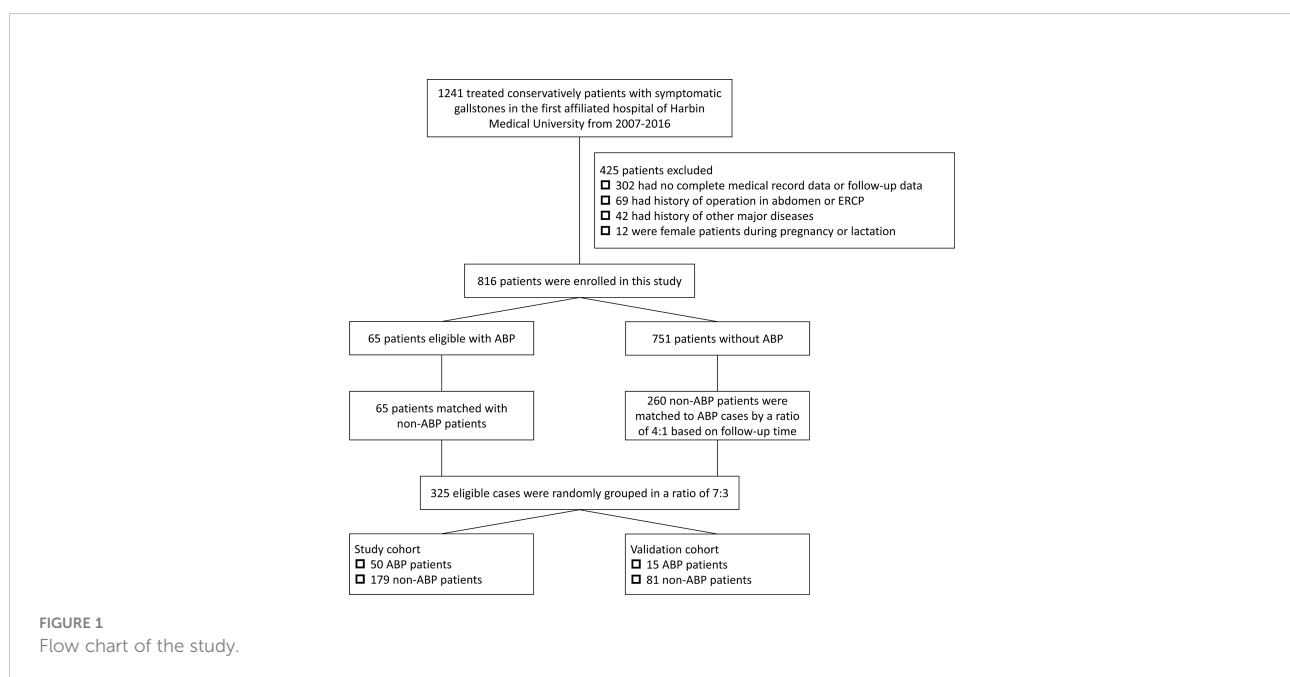 1241 treated conservatively patients with symptomatic
gallstones in the first affiliated hospital of Harbin
Medical University from 2007-2016
425 patients excluded
302 had no complete medical record data or follow-up data
69 had history of operation in abdomen or ERCP
42 had history of other major diseases
12 were female patients during pregnancy or lactation
816 patients were enrolled in this study
65 patients eligible with ABP
751 patients without ABP
65 patients matched with
non-ABP patients
260 non-ABP patients were
matched to ABP cases by a ratio
of 4:1 based on follow-up time
325 eligible cases were randomly grouped in a ratio of 7:3
Study cohort
50 ABP patients
179 non-ABP patients
Validation cohort
15 ABP patients
81 non-ABP patients
FIGURE 1
Flow chart of the study.